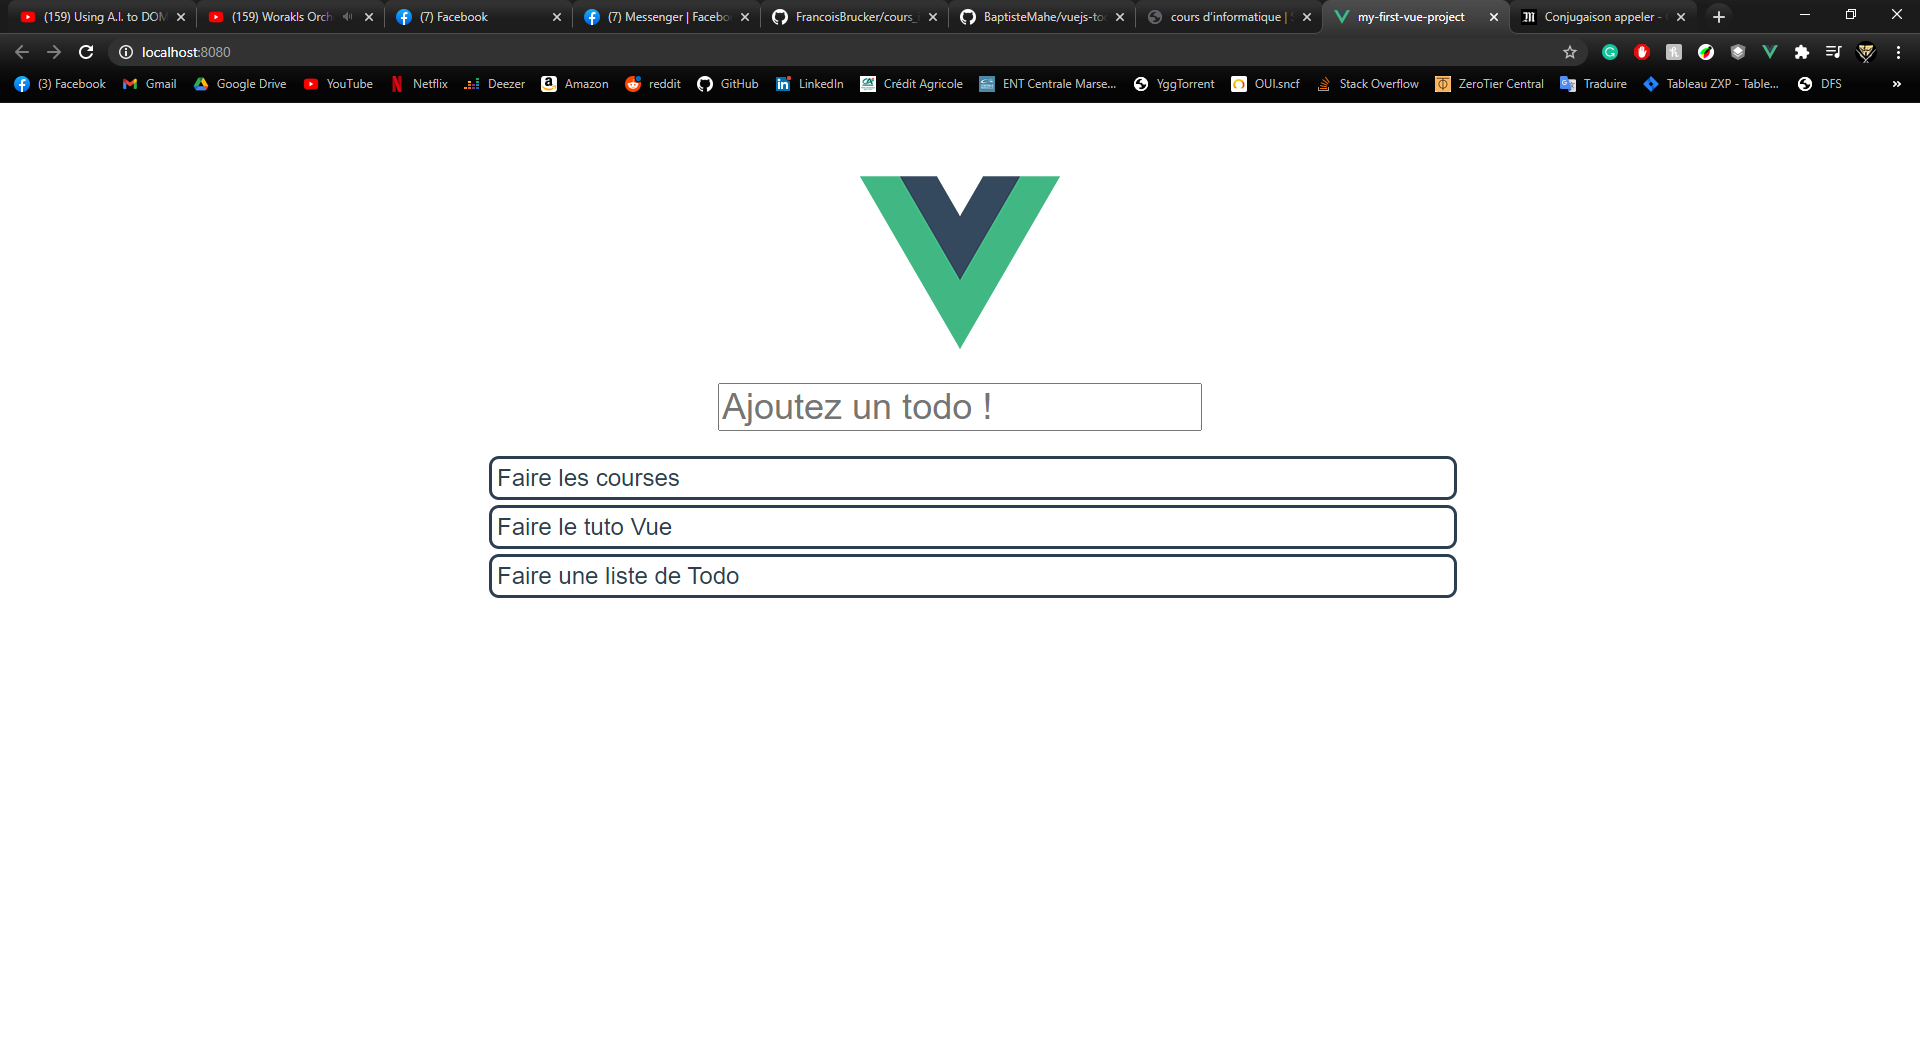 (159) Using A.I. to DOM
(159) Worakls Orch
(7) Facebook
(7) Messenger | Facebo
FrancoisBrucker/cours_
BaptisteMahe/vuejs-to
cours d'informatique |
my-first-vue-project
Conjugaison appeler -
localhost:8080
(3) Facebook
Gmail
Google Drive
YouTube
Netflix
Deezer
Amazon
reddit
GitHub
LinkedIn
Crédit Agricole
ENT Centrale Marse...
YggTorrent
OUI.sncf
Stack Overflow
ZeroTier Central
Traduire
Tableau ZXP - Table...
DFS
»
Ajoutez un todo !
Faire les courses
Faire le tuto Vue
Faire une liste de Todo